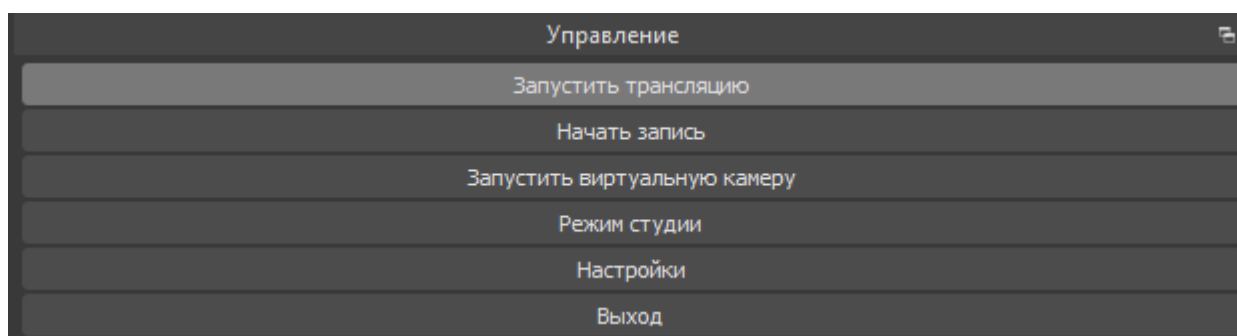 Управление
Запустить трансляцию
Начать запись
Запустить виртуальную камеру
Режим студии
Настройки
Выход